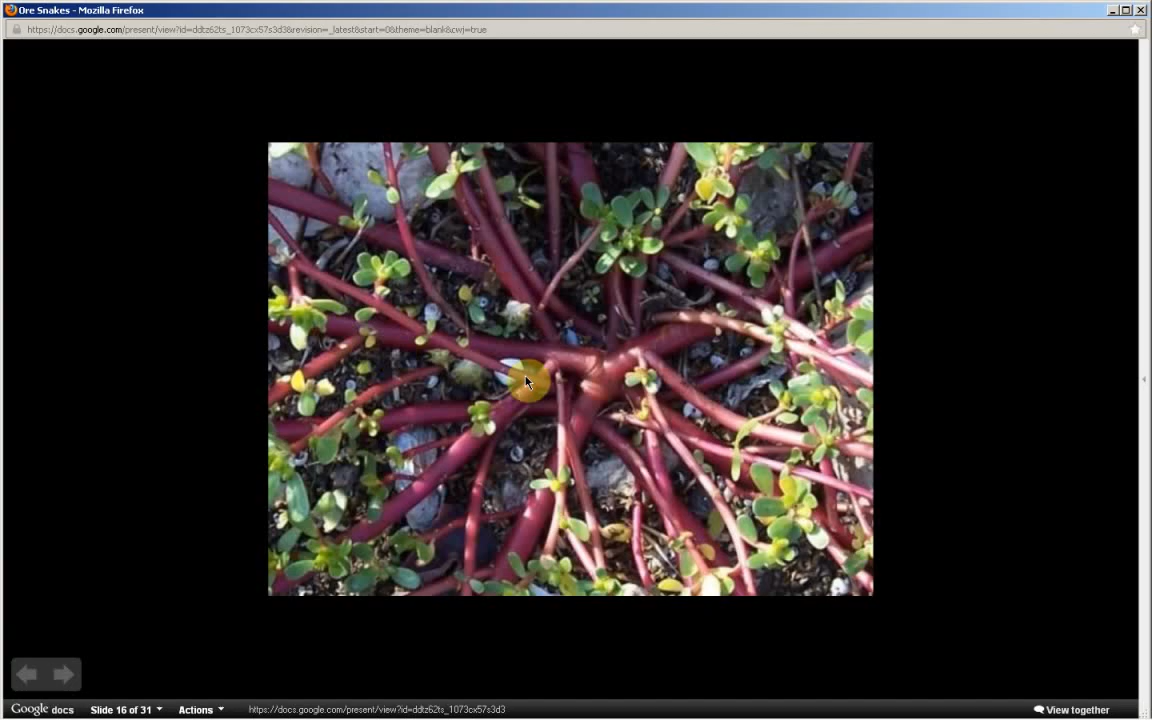 Ore Snakes - Mozilla Firefox
https://docs.google.com/present/view?id=ddtz62ts_1073cx57s3d3&revision=_latest&start=0&theme=blank&cwj=true
Google docs Slide 16 of 31 Actions https://docs.google.com/present/view?id=ddtz62ts_1073cx57s3d3 View together